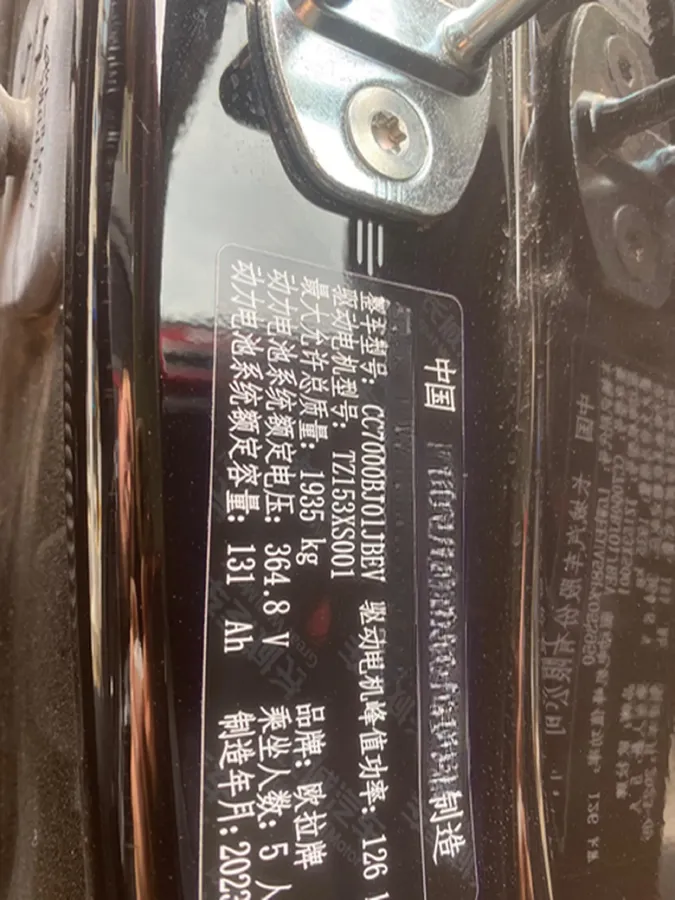 中国 制造
整车型号: CC7000BJ01JBEV 驱动电机峰值功率: 126
驱动电机型号: TZ153XS001
最大允许总质量: 1935 kg 品牌: 欧拉牌
动力电池系统额定电压: 364.8 V 乘坐人数: 5 人
动力电池系统额定容量: 131 Ah 制造年月: 2023